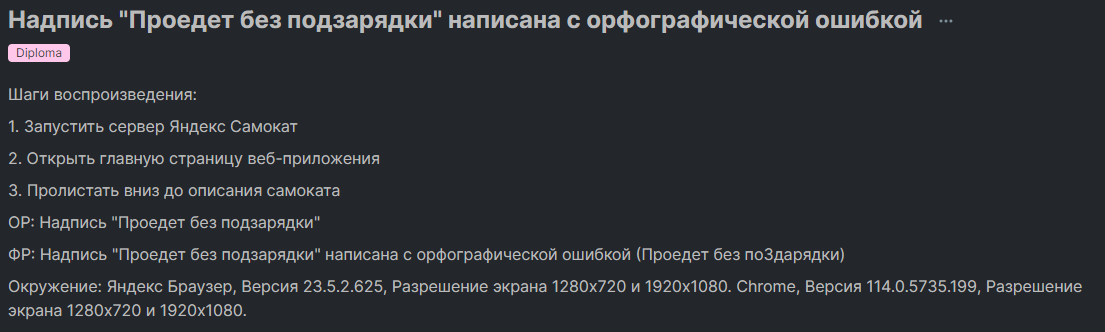 Надпись "Проедет без подзарядки" написана с орфографической ошибкой ...
Diploma
Шаги воспроизведения:
1. Запустить сервер Яндекс Самокат
2. Открыть главную страницу веб-приложения
3. Пролистать вниз до описания самоката
ОР: Надпись "Проедет без подзарядки"
ФР: Надпись "Проедет без подзарядки" написана с орфографической ошибкой (Проедет без поЗдарядки)
Окружение: Яндекс Браузер, Версия 23.5.2.625, Разрешение экрана 1280x720 и 1920x1080. Chrome, Версия 114.0.5735.199, Разрешение
экрана 1280x720 и 1920x1080.